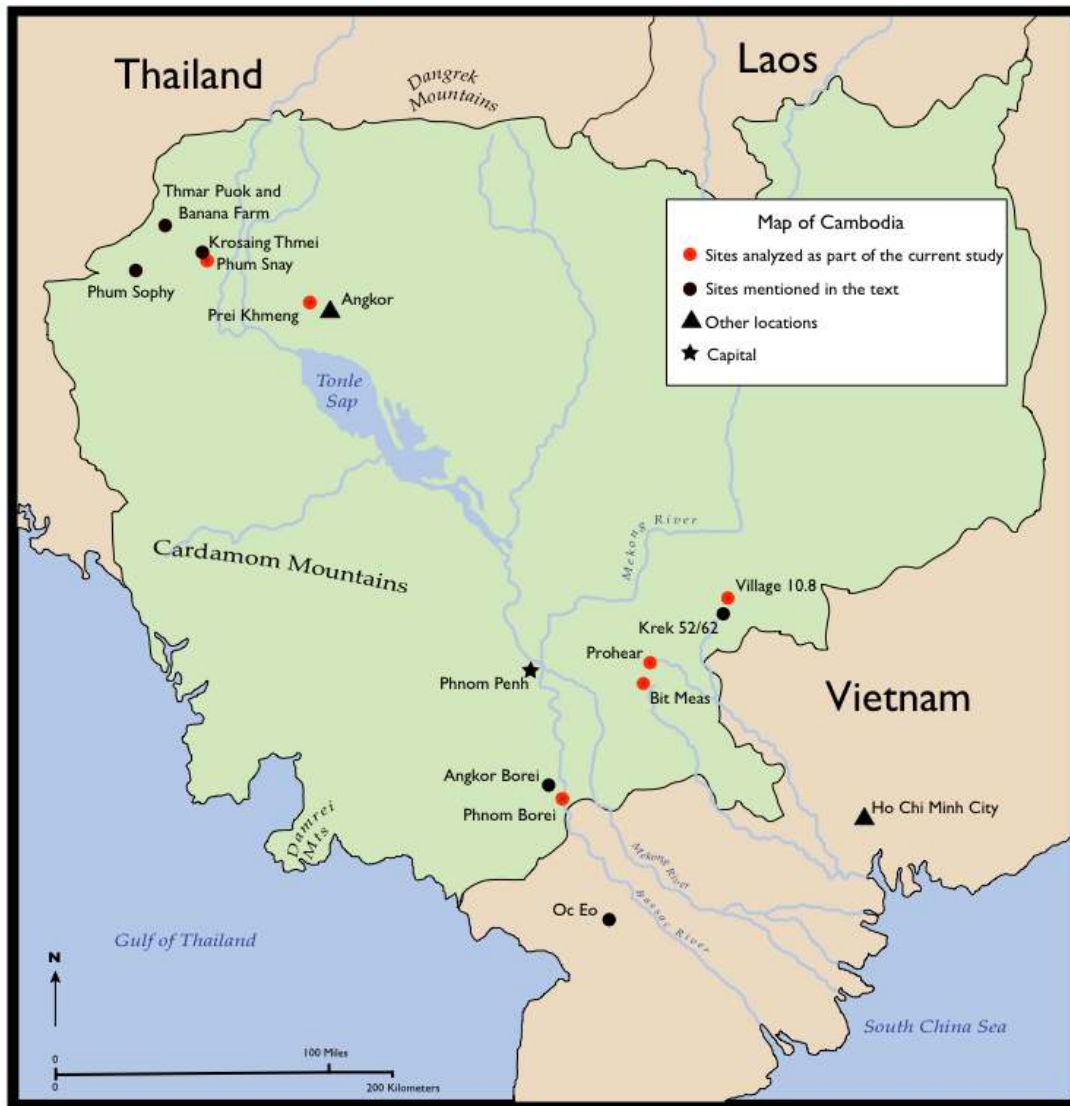 Thailand
Laos
Dangrek
Mountains
Thmar Puok and
Banana Farm
Krosaing Thmei
Phum Snay
Phum Sophy
Prei Khmeng
Angkor
Map of Cambodia
Sites analyzed as part of the current study
Sites mentioned in the text
Other locations
Capital
Tonle
Sap
Mekong River
Cardamom Mountains
Village 10.8
Krek 52/62
Prohear
Bit Meas
Phnom Penh
Vietnam
Angkor Borei
Phnom Borei
Ho Chi Minh City
Damrei
Mts
Mekong River
Bassac River
Oc Eo
Gulf of Thailand
South China Sea
N
0
100 Miles
0
200 Kilometers